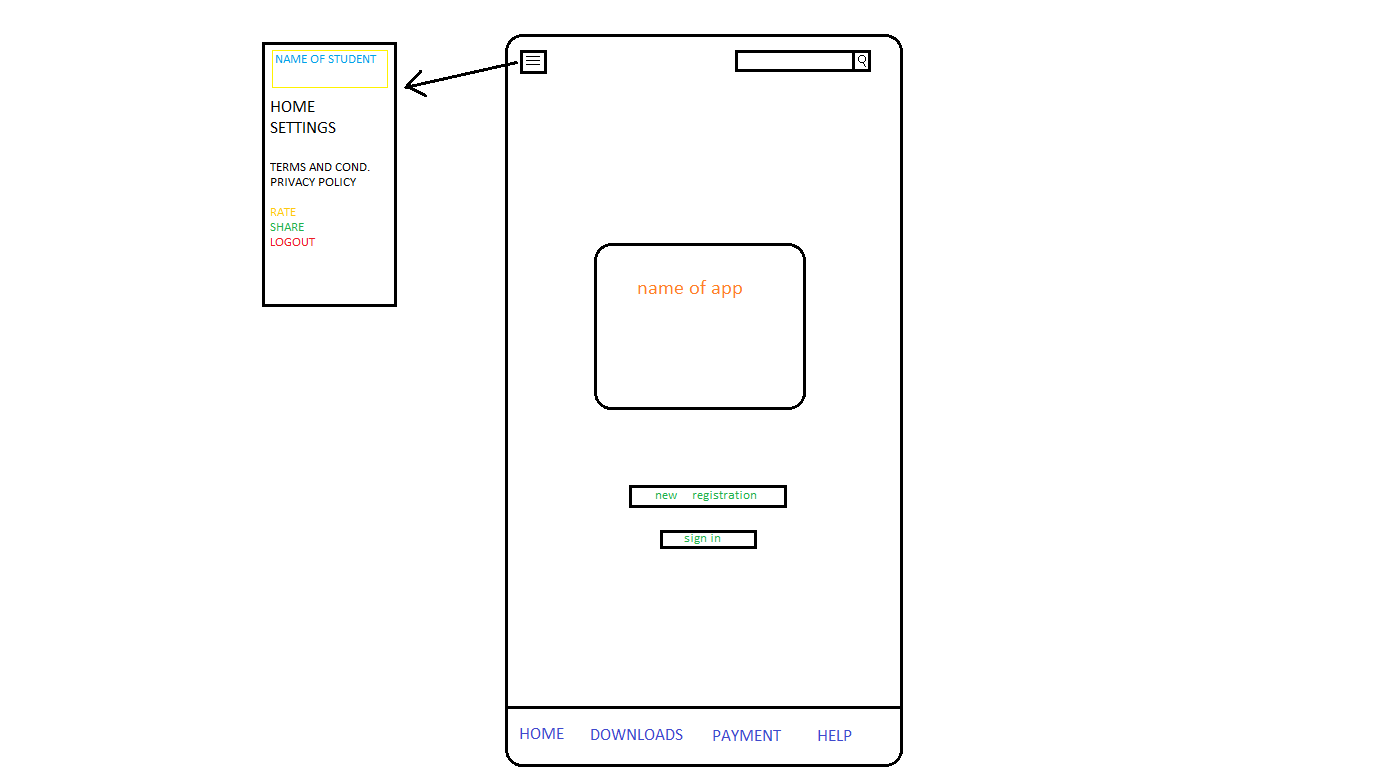 NAME OF STUDENT
HOME
SETTINGS
TERMS AND COND.
PRIVACY POLICY
RATE
SHARE
LOGOUT
name of app
new registration
sign in
HOME DOWNLOADS PAYMENT HELP